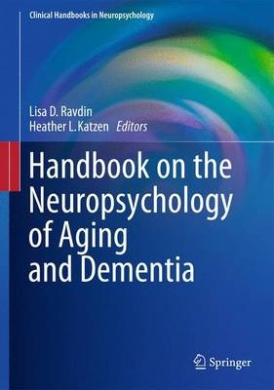 Clinical Handbooks in Neuropsychology
Lisa D. Ravdin
Heather L. Katzen Editors
Handbook on the
Neuropsychology
of Aging
and Dementia
Springer